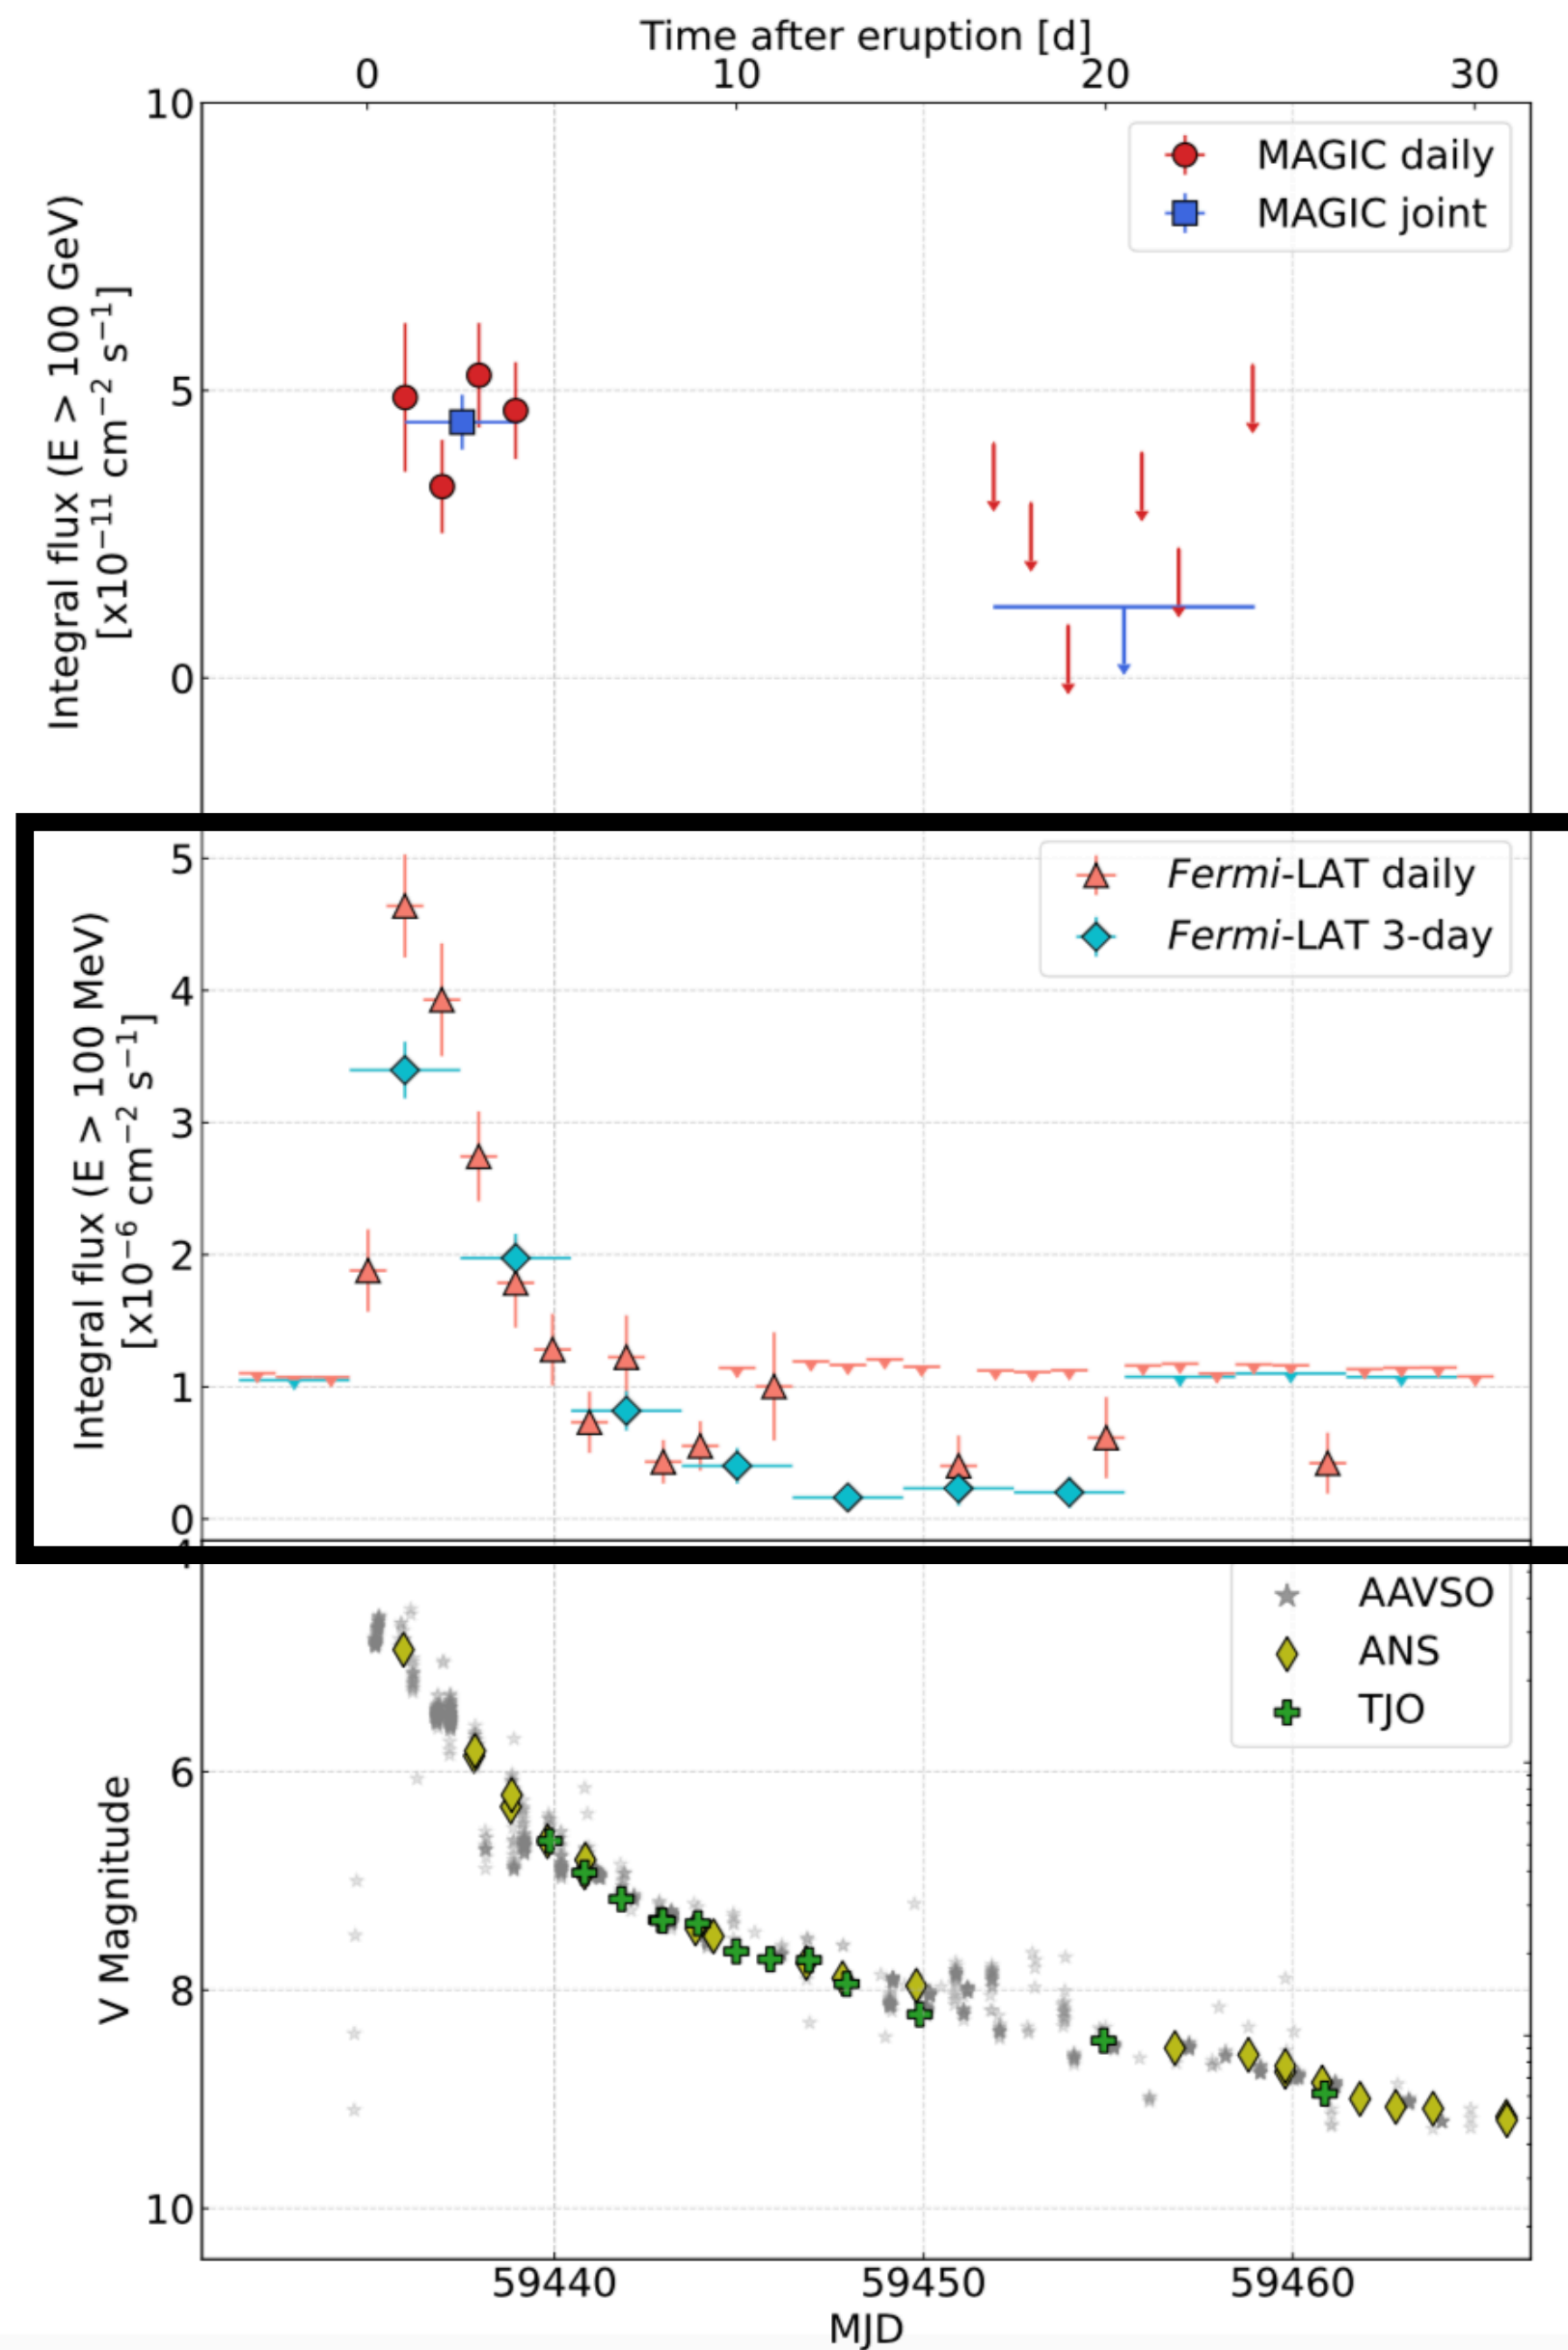 Time after eruption [d]
0 10 20 30
10
5
0
Integral flux (E > 100 GeV)
[x10⁻¹¹ cm⁻² s⁻¹]
MAGIC daily
MAGIC joint
5
4
3
2
1
0
Integral flux (E > 100 MeV)
[x10⁻⁶ cm⁻² s⁻¹]
Fermi-LAT daily
Fermi-LAT 3-day
6
8
10
V Magnitude
AAVSO
ANS
TJO
59440 59450 59460
MJD